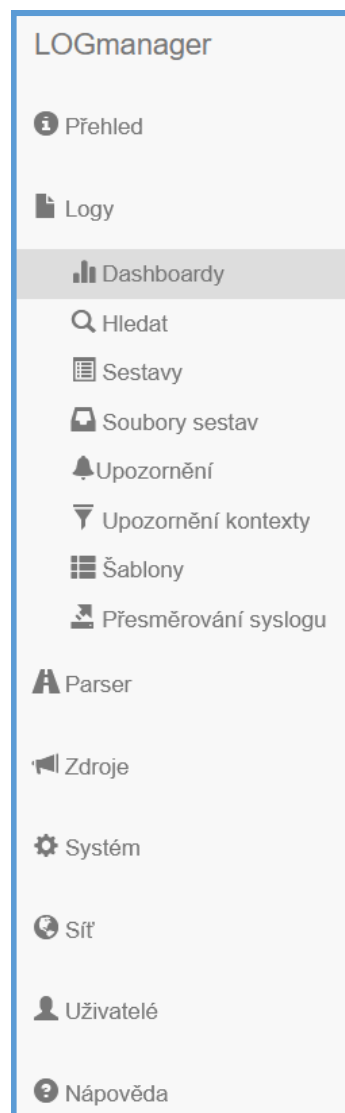 LOGmanager
Přehled
Logy
Dashboardy
Hledat
Sestavy
Soubory sestav
Upozornění
Upozornění kontexty
Šablony
Přesměrování syslogu
Parser
Zdroje
Systém
Síť
Uživatelé
Nápověda